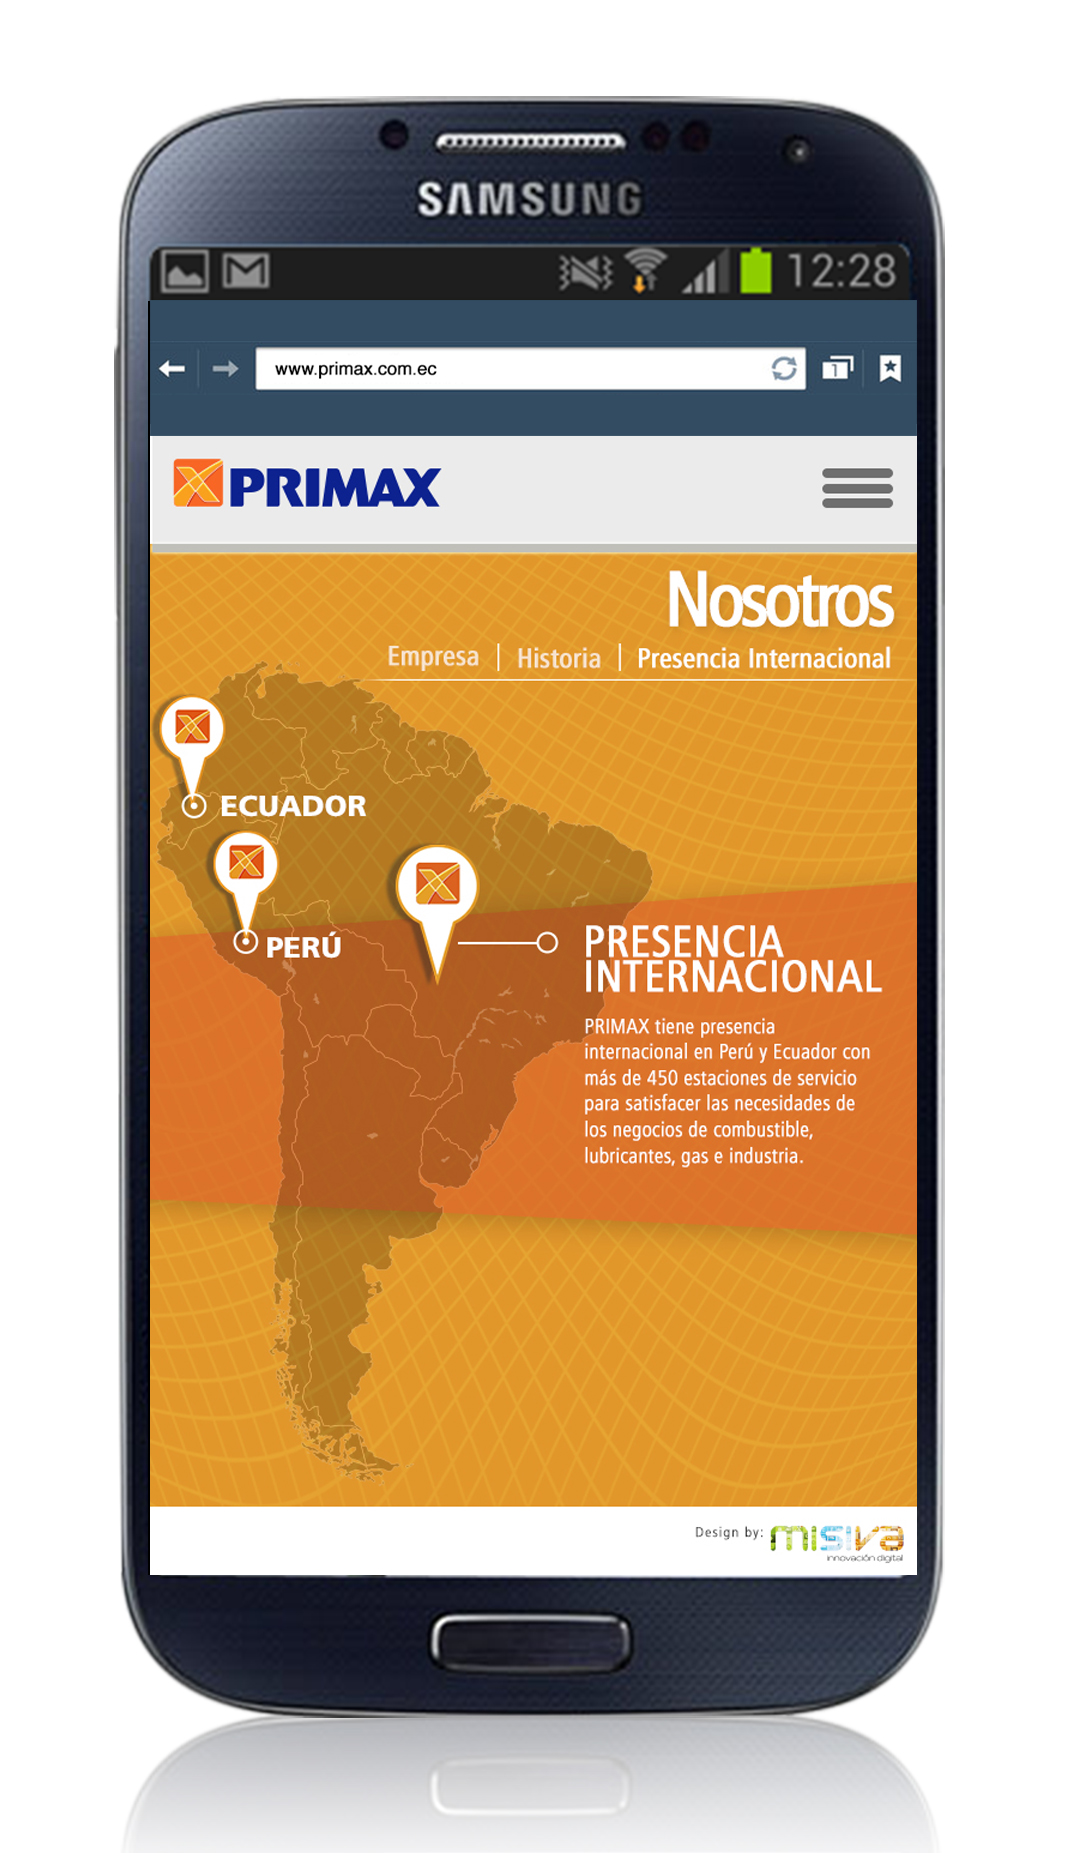 SAMSUNG
12:28
www.primax.com.ec
1
PRIMAX
Nosotros
Empresa | Historia | Presencia Internacional
ECUADOR
PERÚ
PRESENCIA
INTERNACIONAL
PRIMAX tiene presencia
internacional en Perú y Ecuador con
más de 450 estaciones de servicio
para satisfacer las necesidades de
los negocios de combustible,
lubricantes, gas e industria.
Design by: misiva
innovación digital